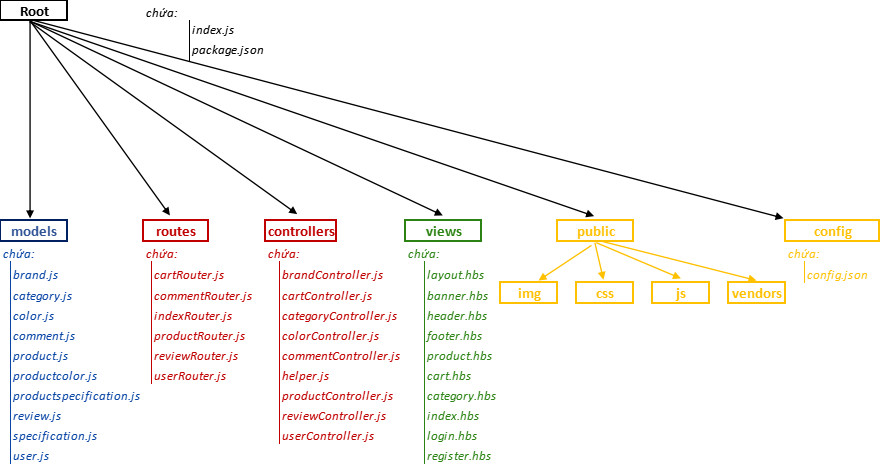 Root
chứa:
index.js
package.json
models
chứa:
brand.js
category.js
color.js
comment.js
product.js
productcolor.js
productspecification.js
review.js
specification.js
user.js
routes
chứa:
cartRouter.js
commentRouter.js
indexRouter.js
productRouter.js
reviewRouter.js
userRouter.js
controllers
chứa:
brandController.js
cartController.js
categoryController.js
colorController.js
commentController.js
helper.js
productController.js
reviewController.js
userController.js
views
chứa:
layout.hbs
banner.hbs
header.hbs
footer.hbs
product.hbs
cart.hbs
category.hbs
index.hbs
login.hbs
register.hbs
public
img
css
js
vendors
config
chứa:
config.json